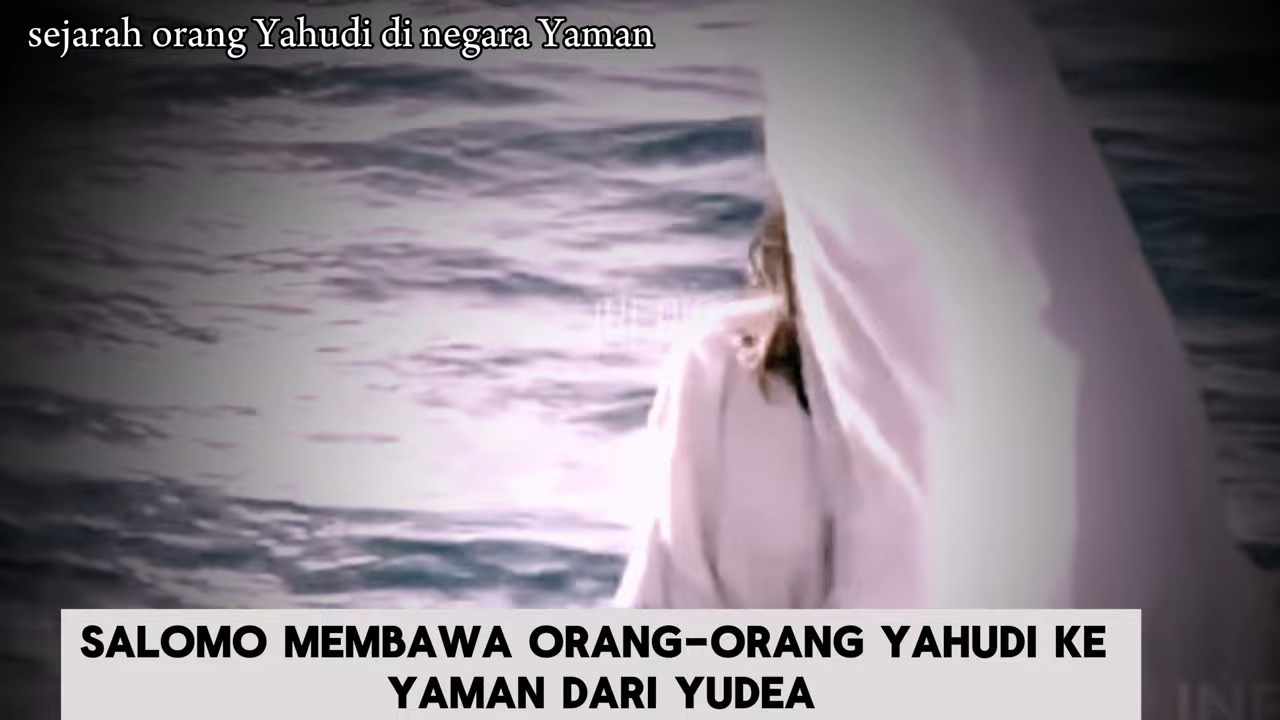 sejarah orang Yahudi di negara Yaman
SALOMO MEMBAWA ORANG-ORANG YAHUDI KE
YAMAN DARI YUDEA